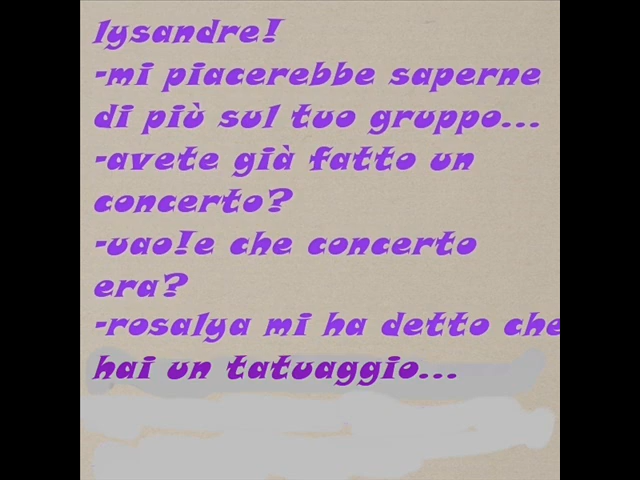 lysandre!
-mi piacerebbe saperne
di più sul tuo gruppo...
-avete già fatto un
concerto?
-uao!e che concerto
era?
-rosalya mi ha detto che
hai un tatuaggio...